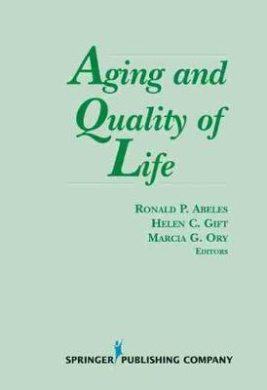 Aging and
Quality of
Life
Ronald P. Abeles
Helen C. Gift
Marcia G. Ory
Editors
SPRINGER PUBLISHING COMPANY